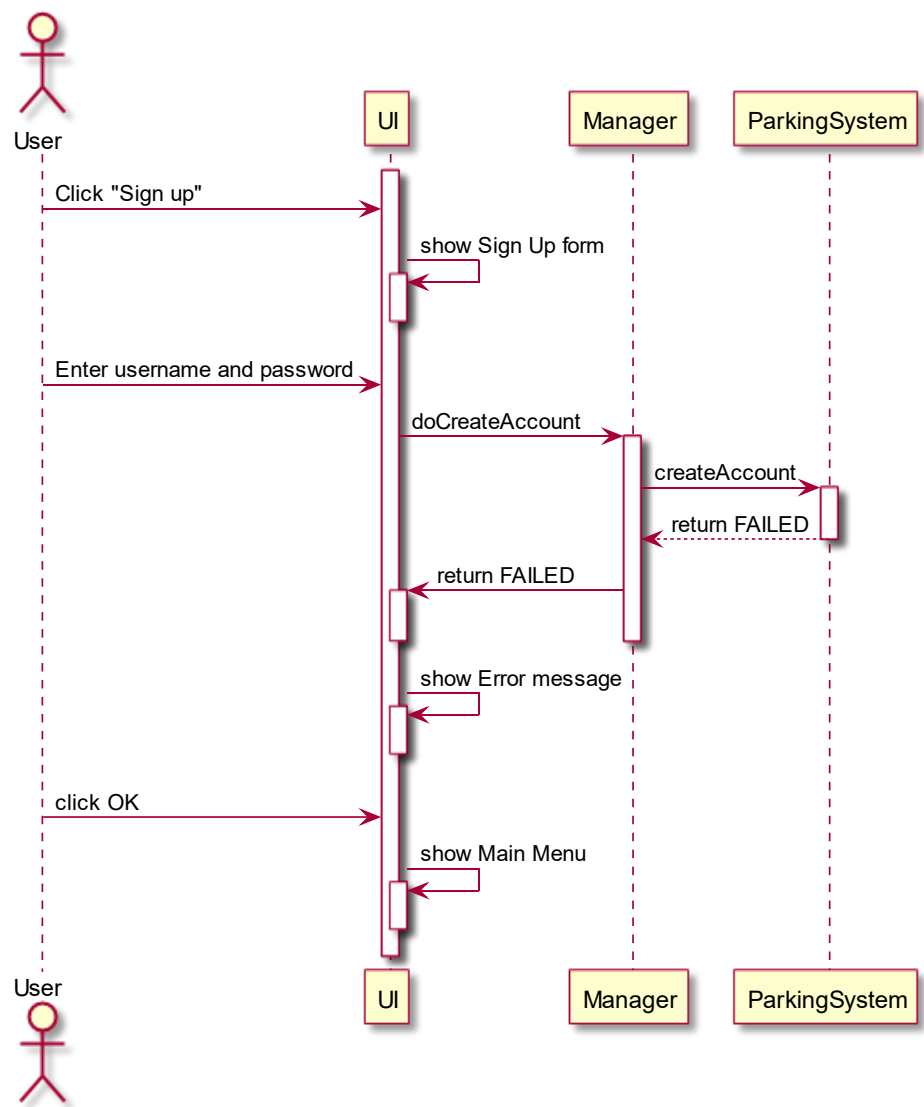 User
UI
Manager
ParkingSystem
Click "Sign up"
show Sign Up form
Enter username and password
doCreateAccount
createAccount
return FAILED
return FAILED
show Error message
click OK
show Main Menu
User
UI
Manager
ParkingSystem